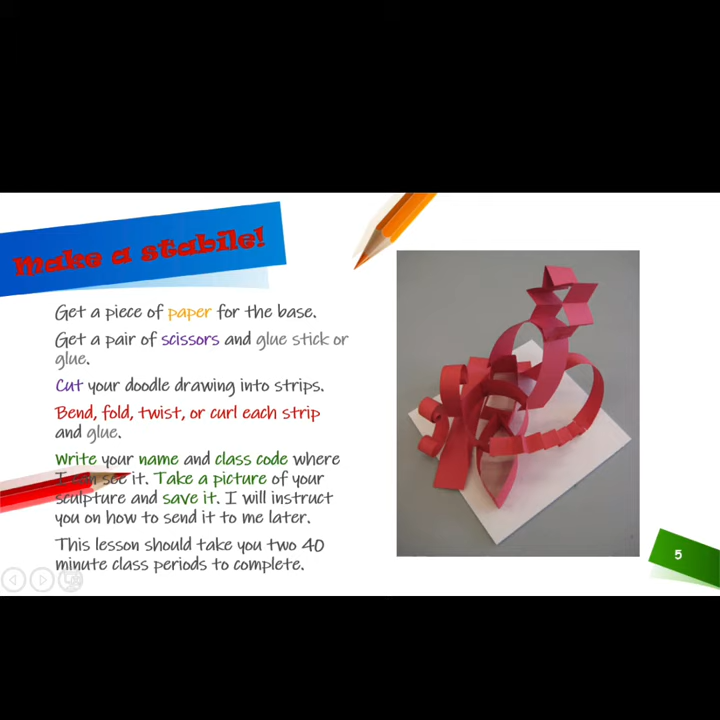 Make a stabile!
Get a piece of paper for the base.
Get a pair of scissors and glue stick or
glue.
Cut your doodle drawing into strips.
Bend, fold, twist, or curl each strip
and glue.
Write your name and class code where
I can see it. Take a picture of your
sculpture and save it. I will instruct
you on how to send it to me later.
This lesson should take you two 40
minute class periods to complete.
5